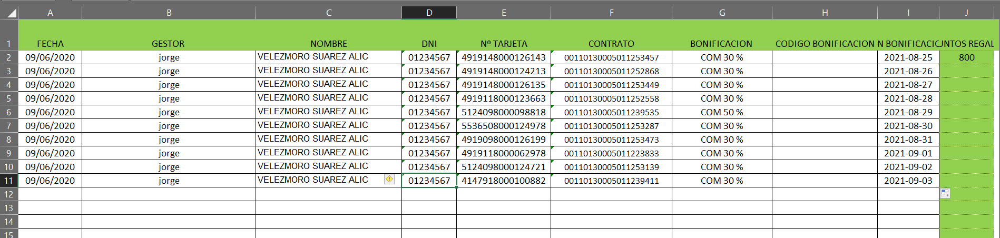 A B C D E F G H I J
1 FECHA GESTOR NOMBRE DNI Nº TARJETA CONTRATO BONIFICACION CODIGO BONIFICACION N BONIFICACIC UNTOS REGAL
2 09/06/2020 jorge VELEZMORO SUAREZ ALIC 01234567 4919148000126143 00110130005011253457 COM 30 % 2021-08-25 800
3 09/06/2020 jorge VELEZMORO SUAREZ ALIC 01234567 4919148000124213 00110130005011252868 COM 30 % 2021-08-26
4 09/06/2020 jorge VELEZMORO SUAREZ ALIC 01234567 4919148000126135 00110130005011253449 COM 30 % 2021-08-27
5 09/06/2020 jorge VELEZMORO SUAREZ ALIC 01234567 4919118000123663 00110130005011252558 COM 30 % 2021-08-28
6 09/06/2020 jorge VELEZMORO SUAREZ ALIC 01234567 5124098000098818 00110130005011239535 COM 50 % 2021-08-29
7 09/06/2020 jorge VELEZMORO SUAREZ ALIC 01234567 5536508000124978 00110130005011253287 COM 30 % 2021-08-30
8 09/06/2020 jorge VELEZMORO SUAREZ ALIC 01234567 4919098000126199 00110130005011253473 COM 30 % 2021-08-31
9 09/06/2020 jorge VELEZMORO SUAREZ ALIC 01234567 4919118000062978 00110130005011223833 COM 30 % 2021-09-01
10 09/06/2020 jorge VELEZMORO SUAREZ ALIC 01234567 5124098000124721 00110130005011253139 COM 30 % 2021-09-02
11 09/06/2020 jorge VELEZMORO SUAREZ ALIC 01234567 4147918000100882 00110130005011239411 COM 30 % 2021-09-03
12
13
14
15